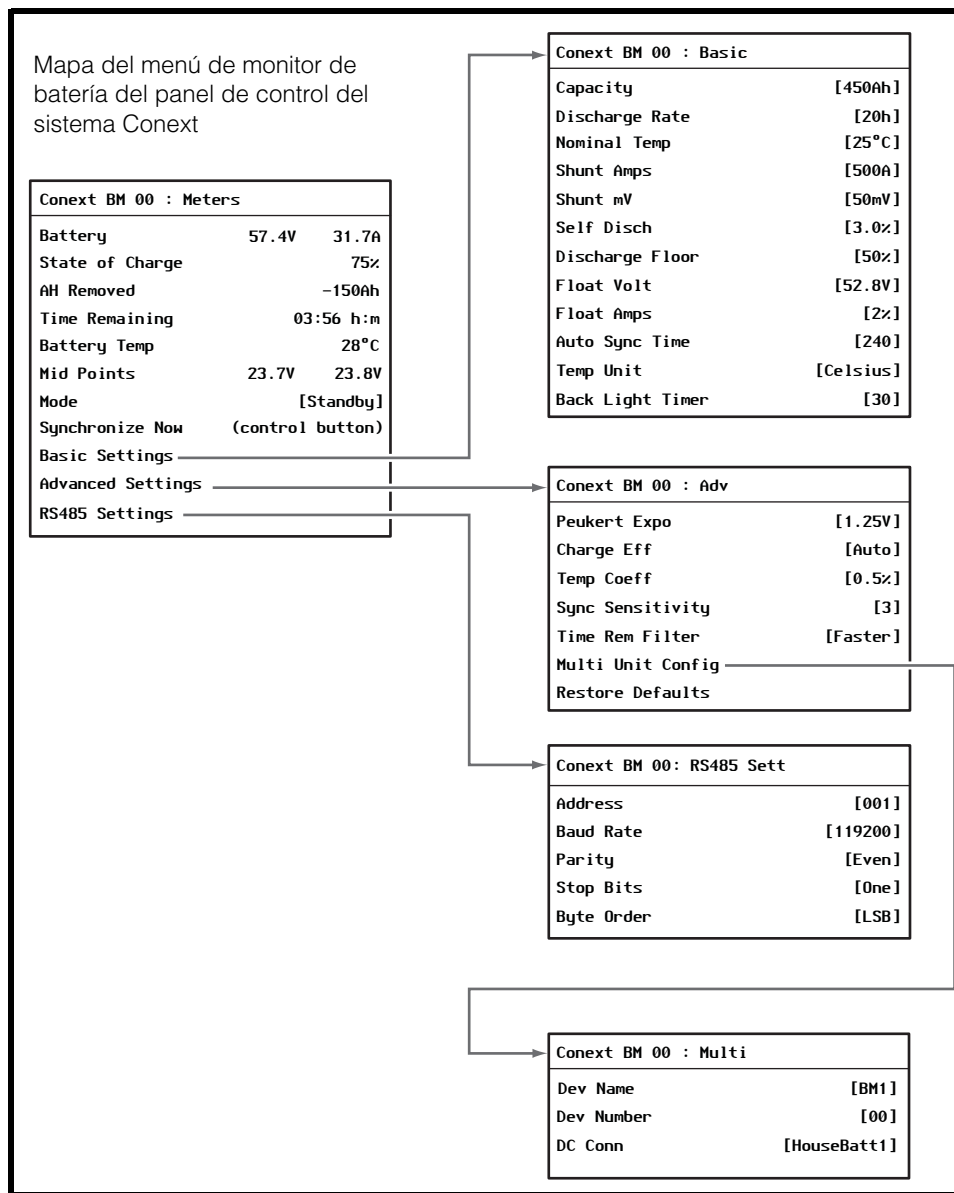 Mapa del menú de monitor de
batería del panel de control del
sistema Conext
Conext BM 00 : Meters
Battery 57.4V 31.7A
State of Charge 75%
AH Removed -150Ah
Time Remaining 03:56 h:m
Battery Temp 28°C
Mid Points 23.7V 23.8V
Mode [Standby]
Synchronize Now (control button)
Basic Settings
Advanced Settings
RS485 Settings
Conext BM 00 : Basic
Capacity [450Ah]
Discharge Rate [20h]
Nominal Temp [25°C]
Shunt Amps [500A]
Shunt mV [50mV]
Self Disch [3.0%]
Discharge Floor [50%]
Float Volt [52.8V]
Float Amps [2%]
Auto Sync Time [240]
Temp Unit [Celsius]
Back Light Timer [30]
Conext BM 00 : Adv
Peukert Expo [1.25V]
Charge Eff [Auto]
Temp Coeff [0.5%]
Sync Sensitivity [3]
Time Rem Filter [Faster]
Multi Unit Config
Restore Defaults
Conext BM 00: RS485 Sett
Address [001]
Baud Rate [119200]
Parity [Even]
Stop Bits [One]
Byte Order [LSB]
Conext BM 00 : Multi
Dev Name [BM1]
Dev Number [00]
DC Conn [HouseBatt1]